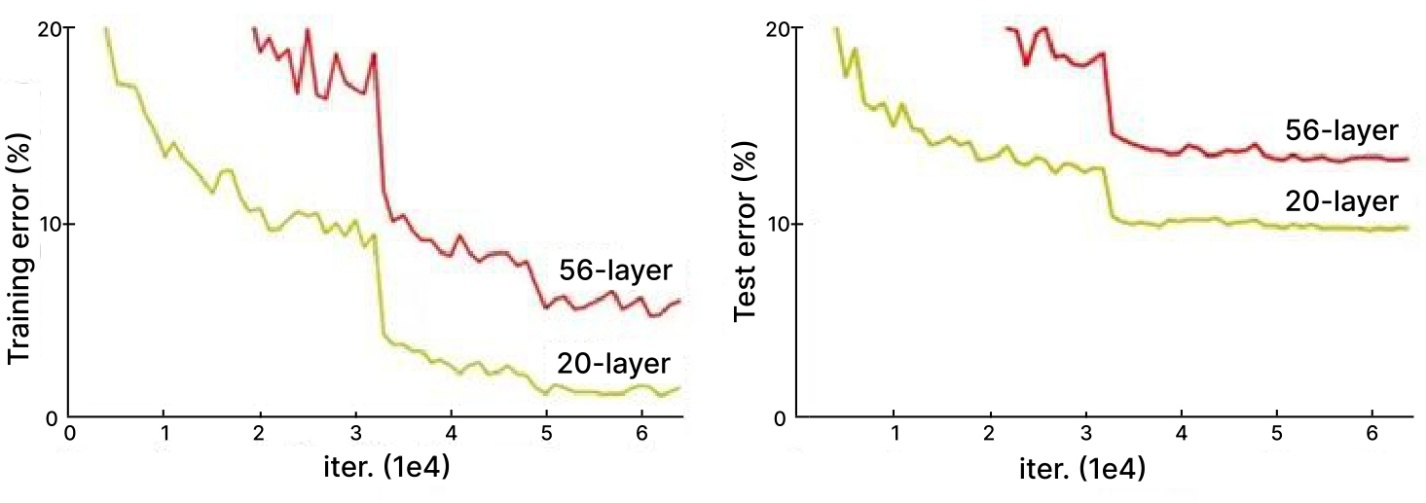 20
10
0
Training error (%)
56-layer
20-layer
0 1 2 3 4 5 6
iter. (1e4)
20
10
0
Test error (%)
56-layer
20-layer
1 2 3 4 5 6
iter. (1e4)